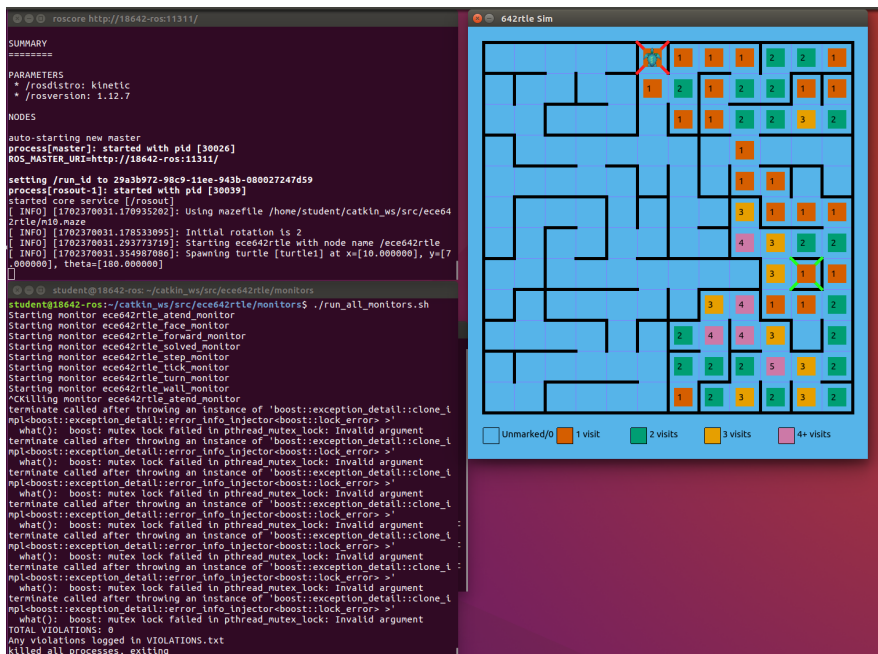 roscore http://18642-ros:11311/
SUMMARY
========
PARAMETERS
* /rosdistro: kinetic
* /rosversion: 1.12.7
NODES
auto-starting new master
process[master]: started with pid [30026]
ROS_MASTER_URI=http://18642-ros:11311/
setting /run_id to 29a3b972-98c9-11ee-943b-080027247d59
process[rosout-1]: started with pid [30039]
started core service [/rosout]
[ INFO] [1702370031.170935202]: Using mazefile /home/student/catkin_ws/src/ece64
2rtle/m10.maze
[ INFO] [1702370031.178533095]: Initial rotation is 2
[ INFO] [1702370031.293773719]: Starting ece642rtle with node name /ece642rtle
[ INFO] [1702370031.354987086]: Spawning turtle [turtle1] at x=[10.000000], y=[7
.000000], theta=[180.000000]
student@18642-ros: ~/catkin_ws/src/ece642rtle/monitors
student@18642-ros:~/catkin_ws/src/ece642rtle/monitors$ ./run_all_monitors.sh
Starting monitor ece642rtle_atend_monitor
Starting monitor ece642rtle_face_monitor
Starting monitor ece642rtle_forward_monitor
Starting monitor ece642rtle_solved_monitor
Starting monitor ece642rtle_step_monitor
Starting monitor ece642rtle_tick_monitor
Starting monitor ece642rtle_turn_monitor
Starting monitor ece642rtle_wall_monitor
^CKilling monitor ece642rtle_atend_monitor
terminate called after throwing an instance of 'boost::exception_detail::clone_i
mpl<boost::exception_detail::error_info_injector<boost::lock_error> >'
what(): boost: mutex lock failed in pthread_mutex_lock: Invalid argument
terminate called after throwing an instance of 'boost::exception_detail::clone_i
mpl<boost::exception_detail::error_info_injector<boost::lock_error> >'
what(): boost: mutex lock failed in pthread_mutex_lock: Invalid argument
terminate called after throwing an instance of 'boost::exception_detail::clone_i
mpl<boost::exception_detail::error_info_injector<boost::lock_error> >'
what(): boost: mutex lock failed in pthread_mutex_lock: Invalid argument
terminate called after throwing an instance of 'boost::exception_detail::clone_i
mpl<boost::exception_detail::error_info_injector<boost::lock_error> >'
what(): boost: mutex lock failed in pthread_mutex_lock: Invalid argument
terminate called after throwing an instance of 'boost::exception_detail::clone_i
mpl<boost::exception_detail::error_info_injector<boost::lock_error> >'
what(): boost: mutex lock failed in pthread_mutex_lock: Invalid argument
terminate called after throwing an instance of 'boost::exception_detail::clone_i
mpl<boost::exception_detail::error_info_injector<boost::lock_error> >'
what(): boost: mutex lock failed in pthread_mutex_lock: Invalid argument
terminate called after throwing an instance of 'boost::exception_detail::clone_i
mpl<boost::exception_detail::error_info_injector<boost::lock_error> >'
what(): boost: mutex lock failed in pthread_mutex_lock: Invalid argument
TOTAL VIOLATIONS: 0
Any violations logged in VIOLATIONS.txt
killed all processes, exiting
642rtle Sim
1 1 1 2 2 1
1 2 1 2 2 1 1
1 1 2 2 3 2
1
1 1
3 1 1 1
4 3 2 2
3 1 1
3 4 1 1 2
2 4 4 3 2
2 2 2 5 3 2
1 2 3 2 3 2
Unmarked/0 1 visit 2 visits 3 visits 4+ visits